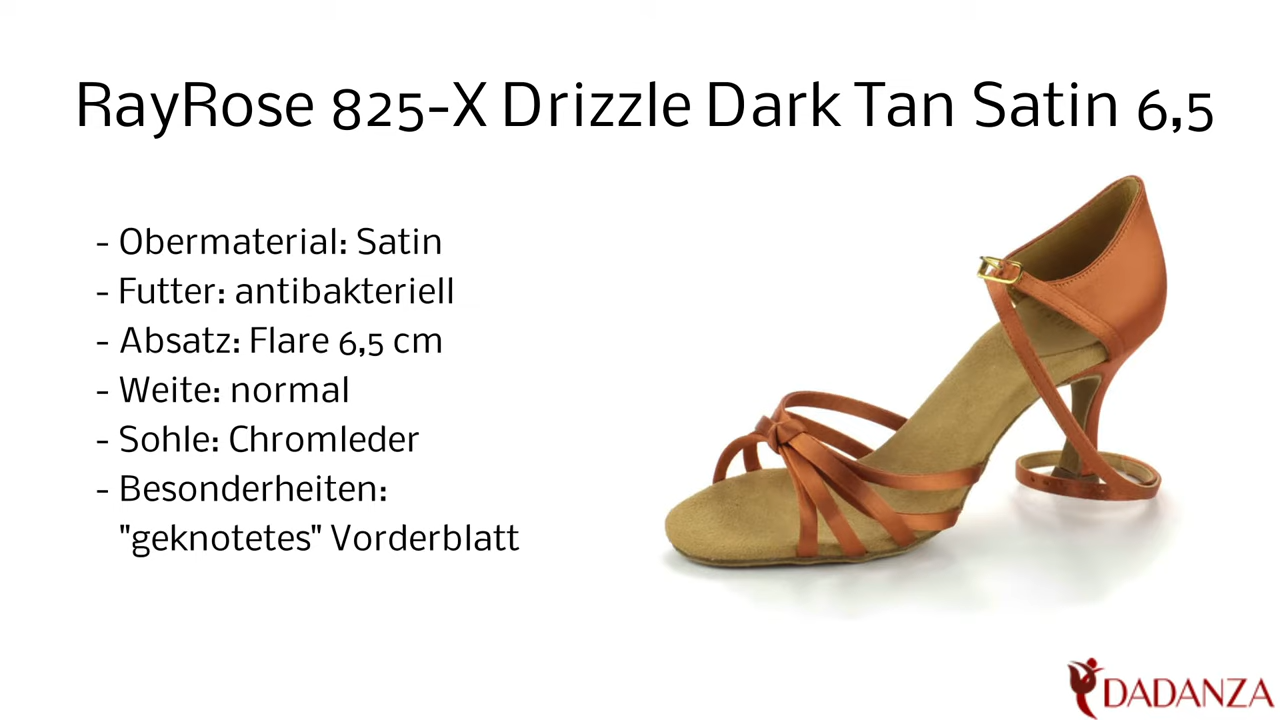 RayRose 825-X Drizzle Dark Tan Satin 6,5
- Obermaterial: Satin
- Futter: antibakteriell
- Absatz: Flare 6,5 cm
- Weite: normal
- Sohle: Chromleder
- Besonderheiten:
"geknotetes" Vorderblatt
DADANZA